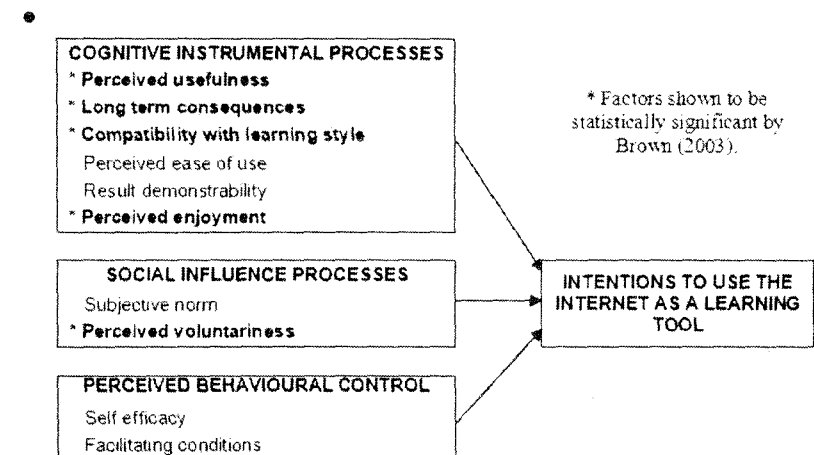 COGNITIVE INSTRUMENTAL PROCESSES
* Perceived usefulness
* Long term consequences
* Compatibility with learning style
Perceived ease of use
Result demonstrability
* Perceived enjoyment
* Factors shown to be
statistically significant by
Brown (2003).
SOCIAL INFLUENCE PROCESSES
Subjective norm
* Perceived voluntariness
INTENTIONS TO USE THE
INTERNET AS A LEARNING
TOOL
PERCEIVED BEHAVIOURAL CONTROL
Self efficacy
Facilitating conditions